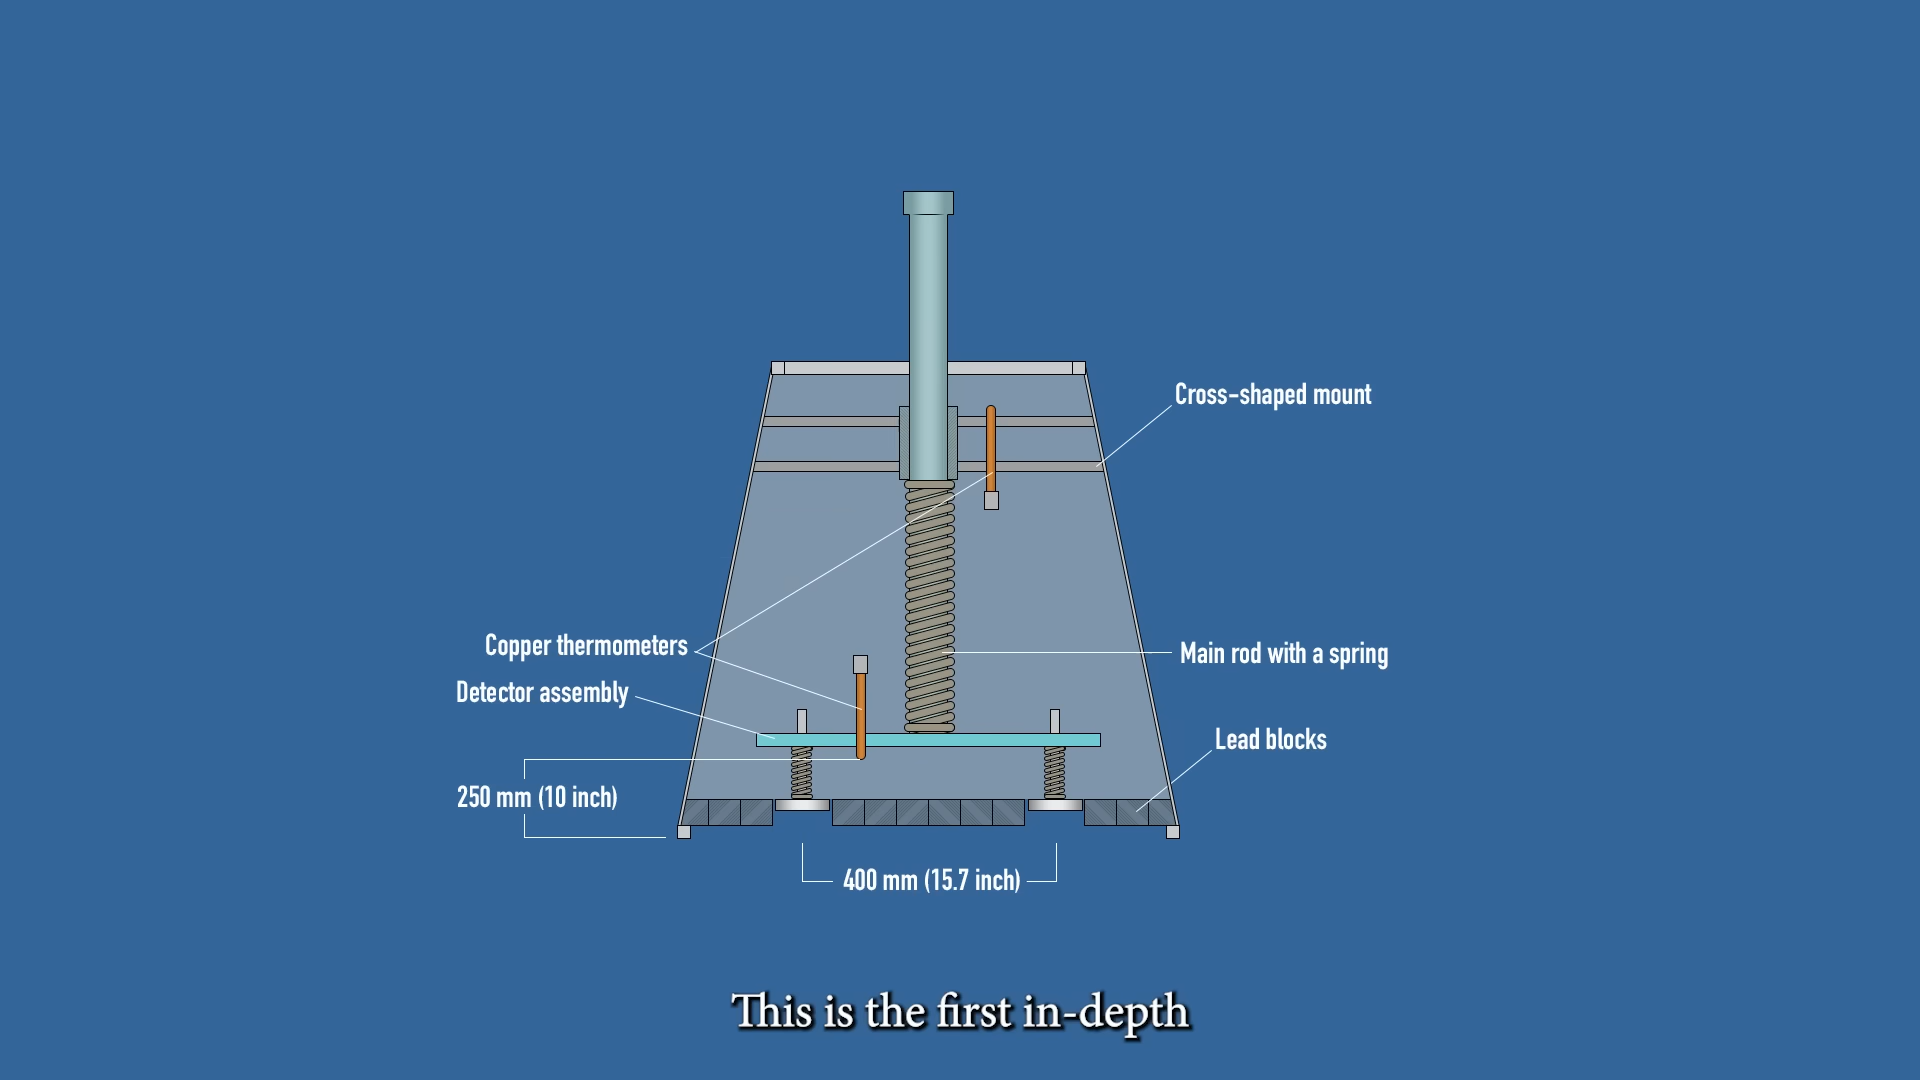 Cross-shaped mount
Copper thermometers
Main rod with a spring
Detector assembly
Lead blocks
250 mm (10 inch)
400 mm (15.7 inch)
This is the first in-depth